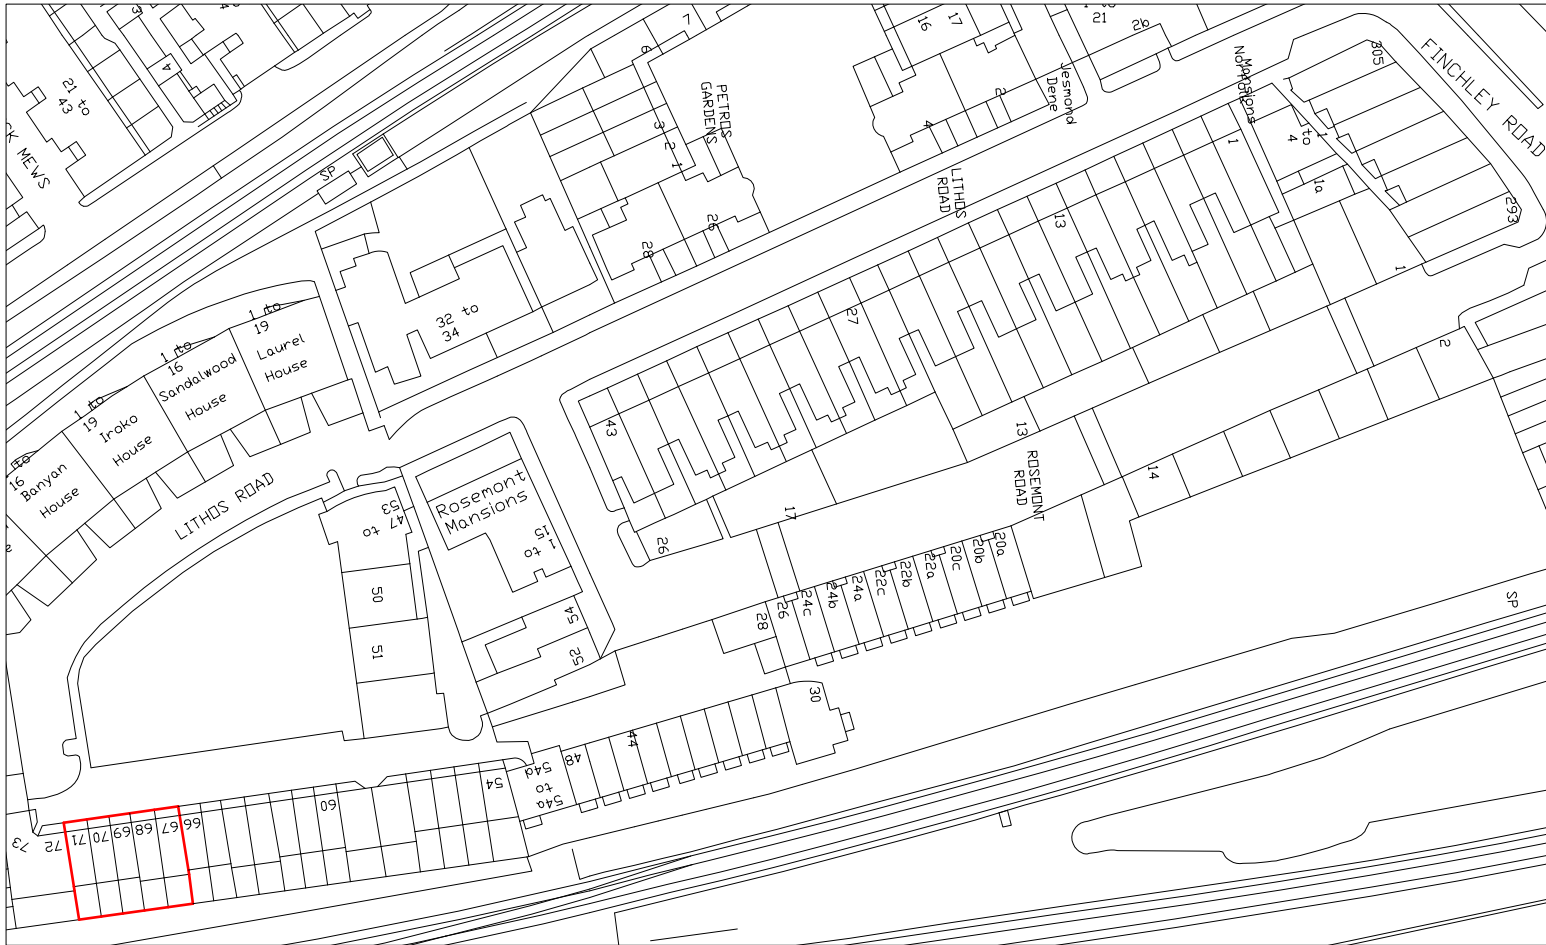 7
6
3
2
1
PETROS
GARDENS
16
17
21
2b
2
4
Jesmond
Dene
Mansions
305
FINCHLEY ROAD
293
1 to
4
1a
1
1
21 to
43
4
MEWS
SP
LITHOS
ROAD
13
26
28
32 to
34
27
43
1 to
19
Laurel
House
1 to
16
Sandalwood
House
1 to
19
Iroko
House
to
16
Banyan
House
LITHOS ROAD
47
to
53
Rosemont
Mansions
1
to
15
26
17
13
ROSEMONT
ROAD
14
2
20a
20b
20c
22a
22b
22c
24a
24b
24c
26
28
30
SP
50
51
54
52
44
48
54d
to
54a
54
60
66
67
68
69
70
71
72
73